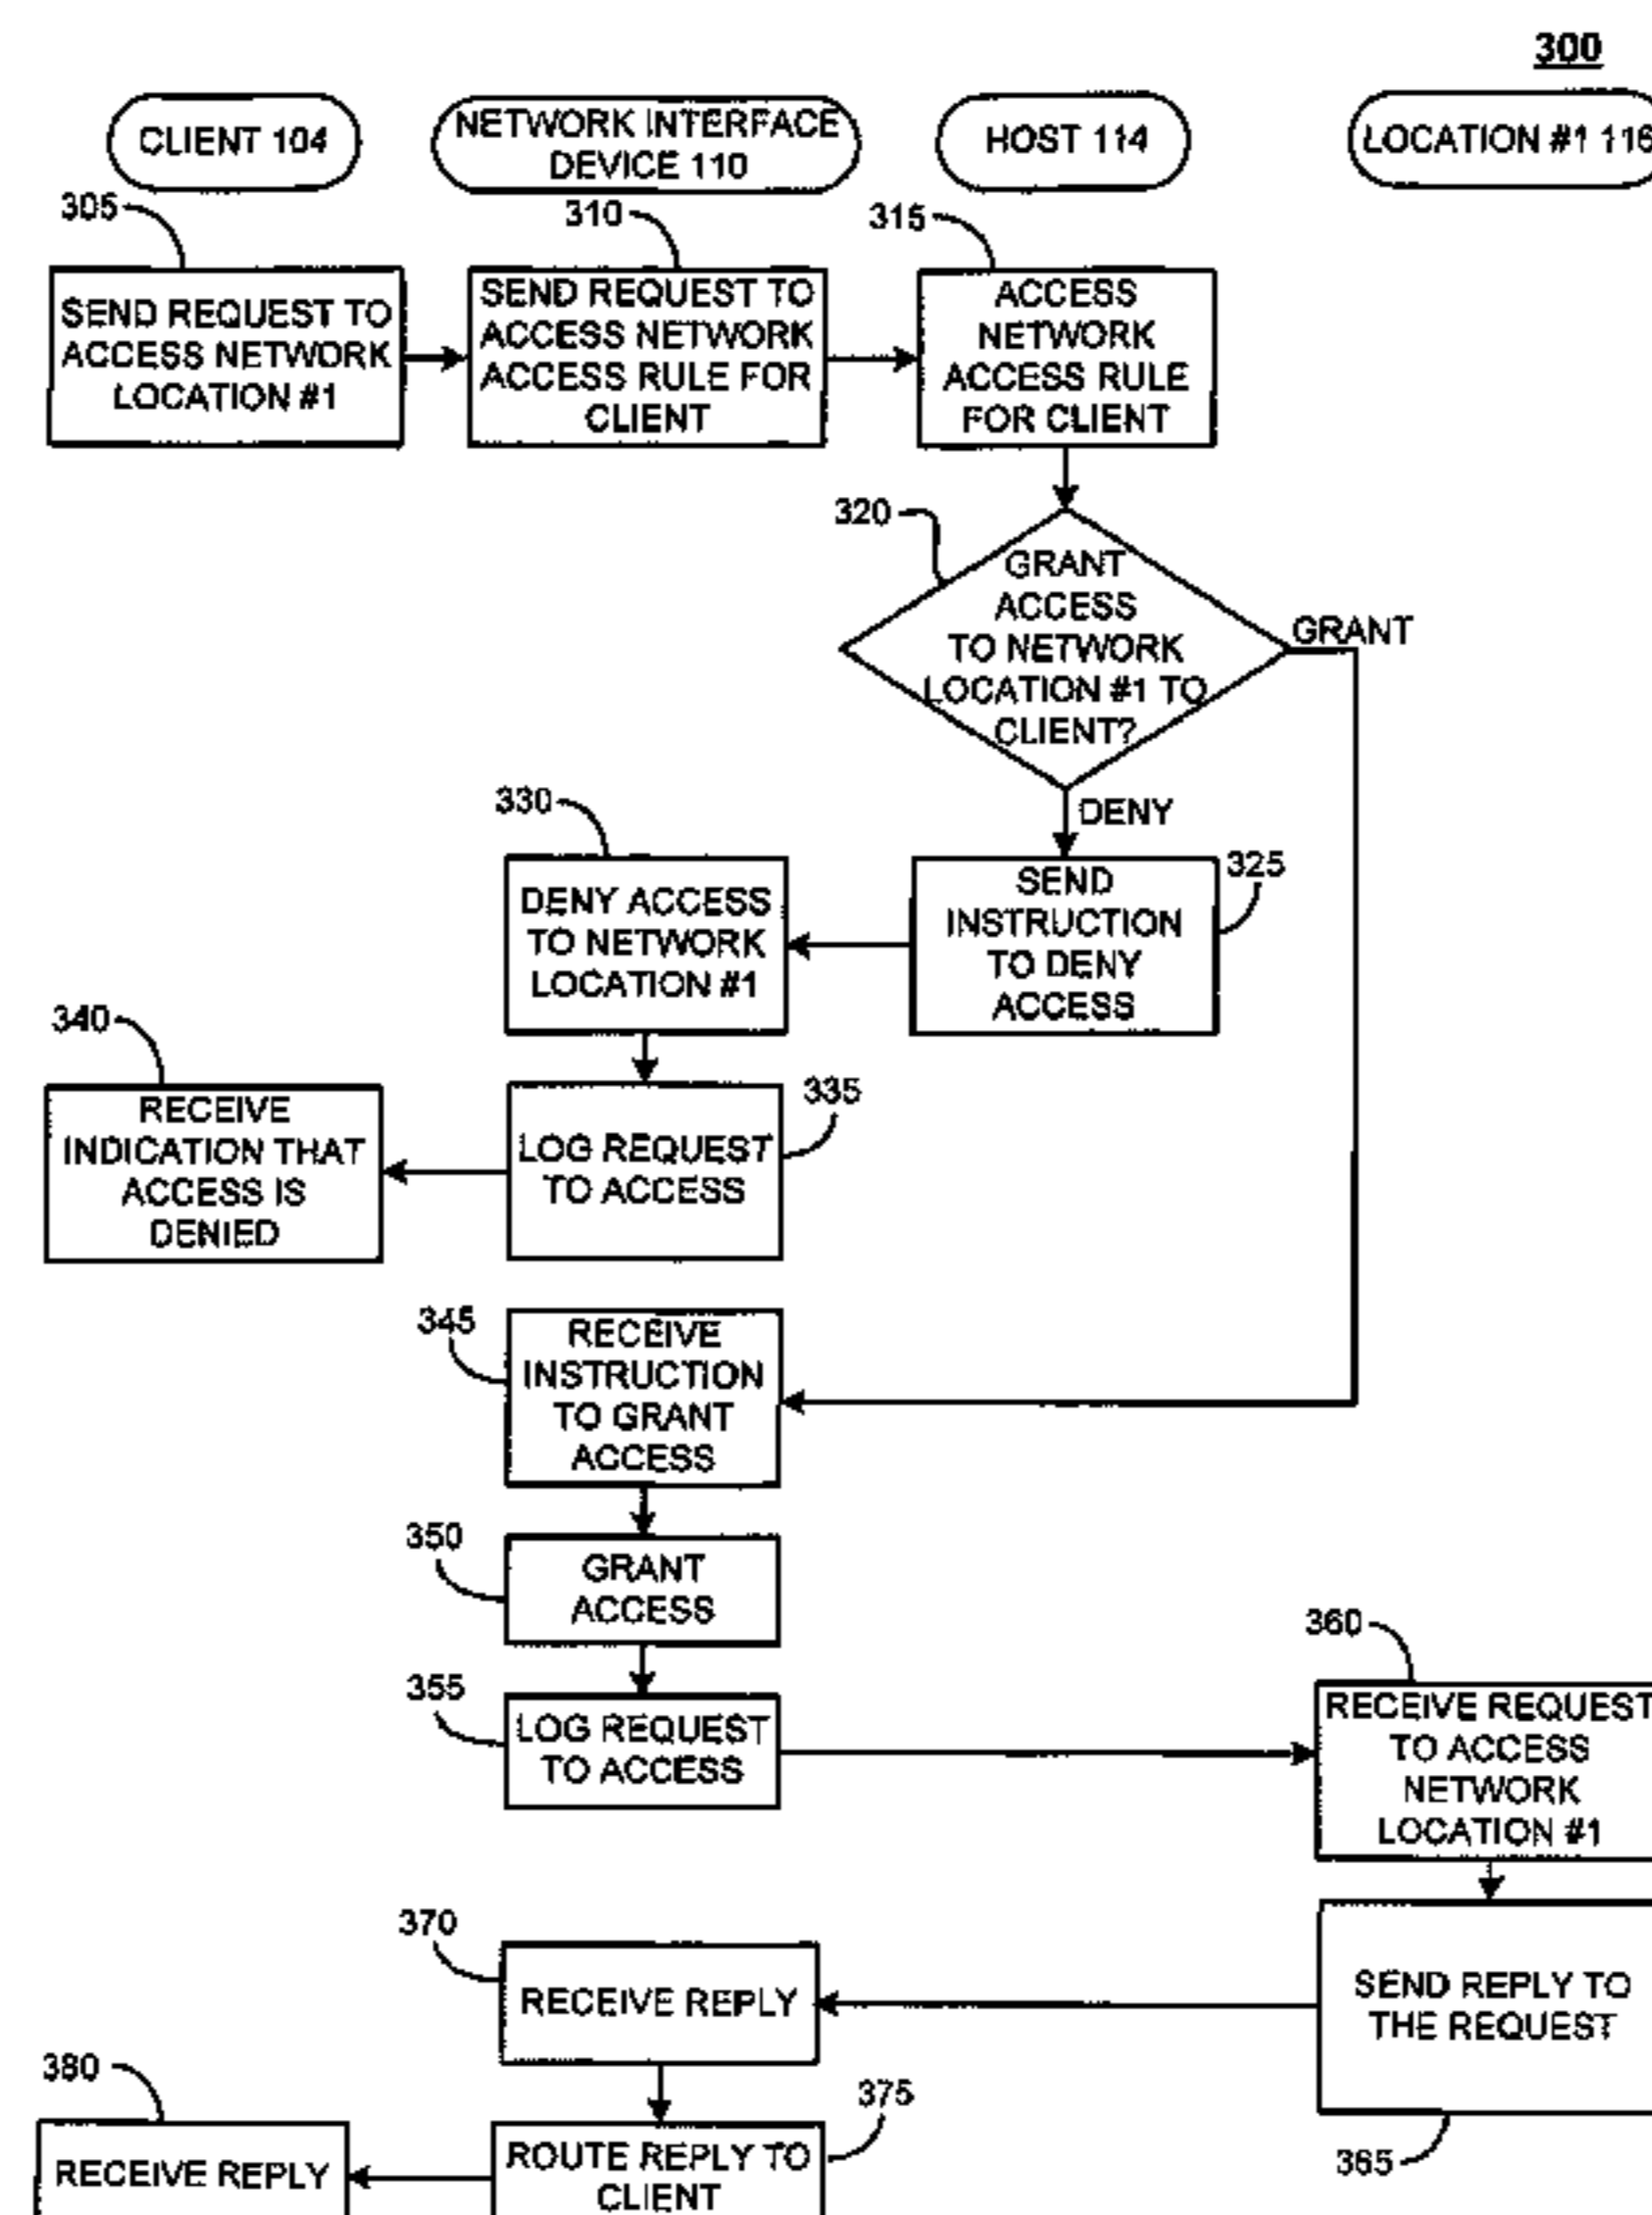 300
CLIENT 104
NETWORK INTERFACE
DEVICE 110
HOST 114
LOCATION #1 116
305
310
315
SEND REQUEST TO
ACCESS NETWORK
LOCATION #1
SEND REQUEST TO
ACCESS NETWORK
ACCESS RULE FOR
CLIENT
ACCESS
NETWORK
ACCESS RULE
FOR CLIENT
320
GRANT
ACCESS
TO NETWORK
LOCATION #1 TO
CLIENT?
GRANT
DENY
330
DENY ACCESS
TO NETWORK
LOCATION #1
325
SEND
INSTRUCTION
TO DENY
ACCESS
340
RECEIVE
INDICATION THAT
ACCESS IS
DENIED
335
LOG REQUEST
TO ACCESS
345
RECEIVE
INSTRUCTION
TO GRANT
ACCESS
350
GRANT
ACCESS
355
LOG REQUEST
TO ACCESS
360
RECEIVE REQUEST
TO ACCESS
NETWORK
LOCATION #1
370
RECEIVE REPLY
SEND REPLY TO
THE REQUEST
365
380
RECEIVE REPLY
375
ROUTE REPLY TO
CLIENT